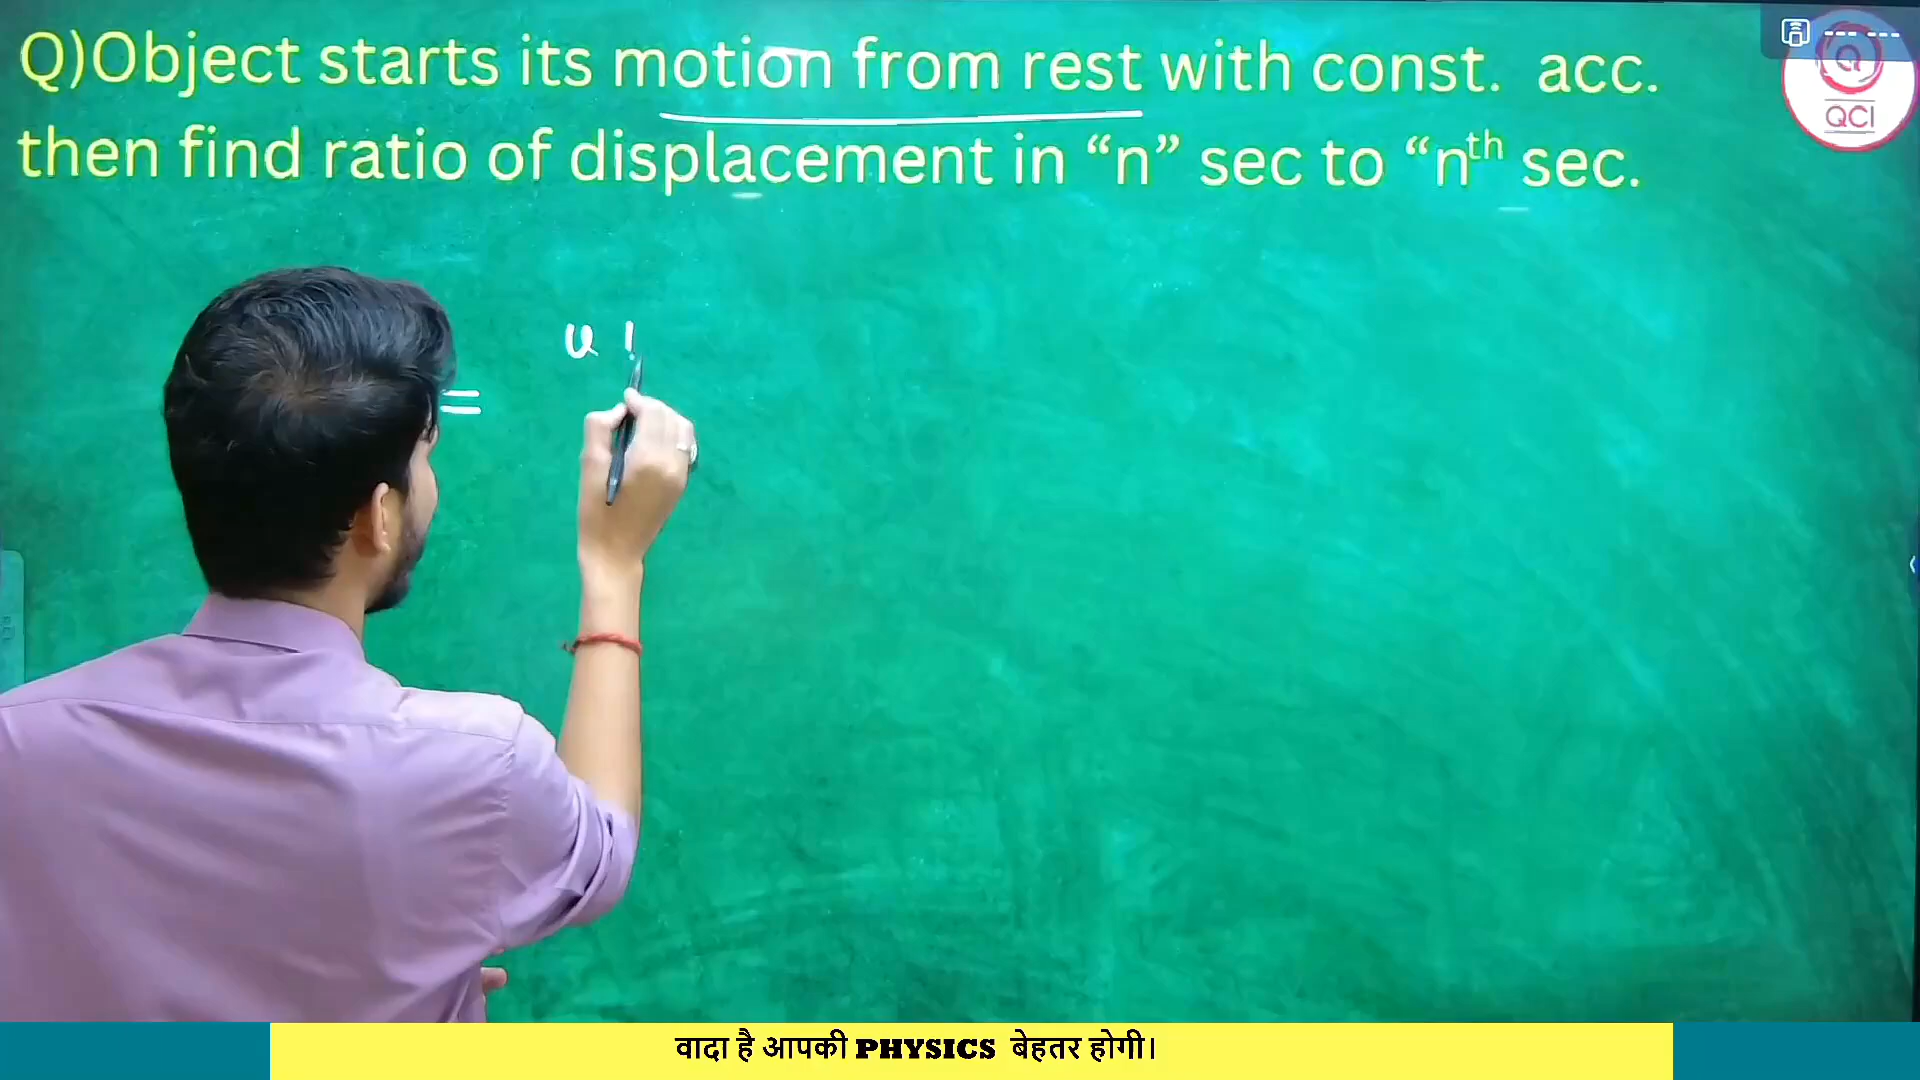 Q)Object starts its motion from rest with const. acc.
then find ratio of displacement in “n” sec to “nᵗʰ sec.
QCI
=
u
वादा है आपकी PHYSICS बेहतर होगी।